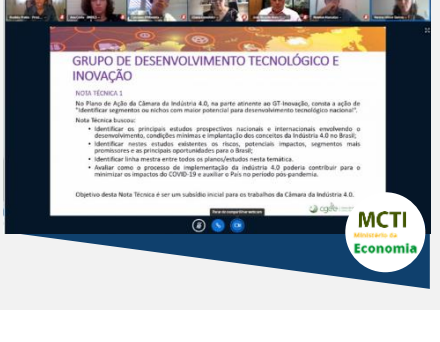 GRUPO DE DESENVOLVIMENTO TECNOLÓGICO E
INOVAÇÃO
NOTA TÉCNICA 1
No Plano de Ação da Câmara da Indústria 4.0, na parte atinente ao GT-Inovação, consta a ação de
"Identificar segmentos ou nichos com maior potencial para desenvolvimento tecnológico nacional".
Nota Técnica buscou:
• Identificar os principais estudos prospectivos nacionais e internacionais envolvendo o
desenvolvimento, condições mínimas e implantação dos conceitos da Indústria 4.0 no Brasil;
• Identificar nestes estudos existentes os riscos, potenciais impactos, segmentos mais
promissores e as principais oportunidades para o Brasil;
• Identificar linha mestra entre todos os planos/estudos nesta temática.
• Avaliar como o processo de implementação da indústria 4.0 poderia contribuir para o
minimizar os impactos do COVID-19 e auxiliar o País no período pós-pandemia.
Objetivo desta Nota Técnica é ser um subsídio inicial para os trabalhos da Câmara da Indústria 4.0.
cgee
MCTI
Ministério da
Economia